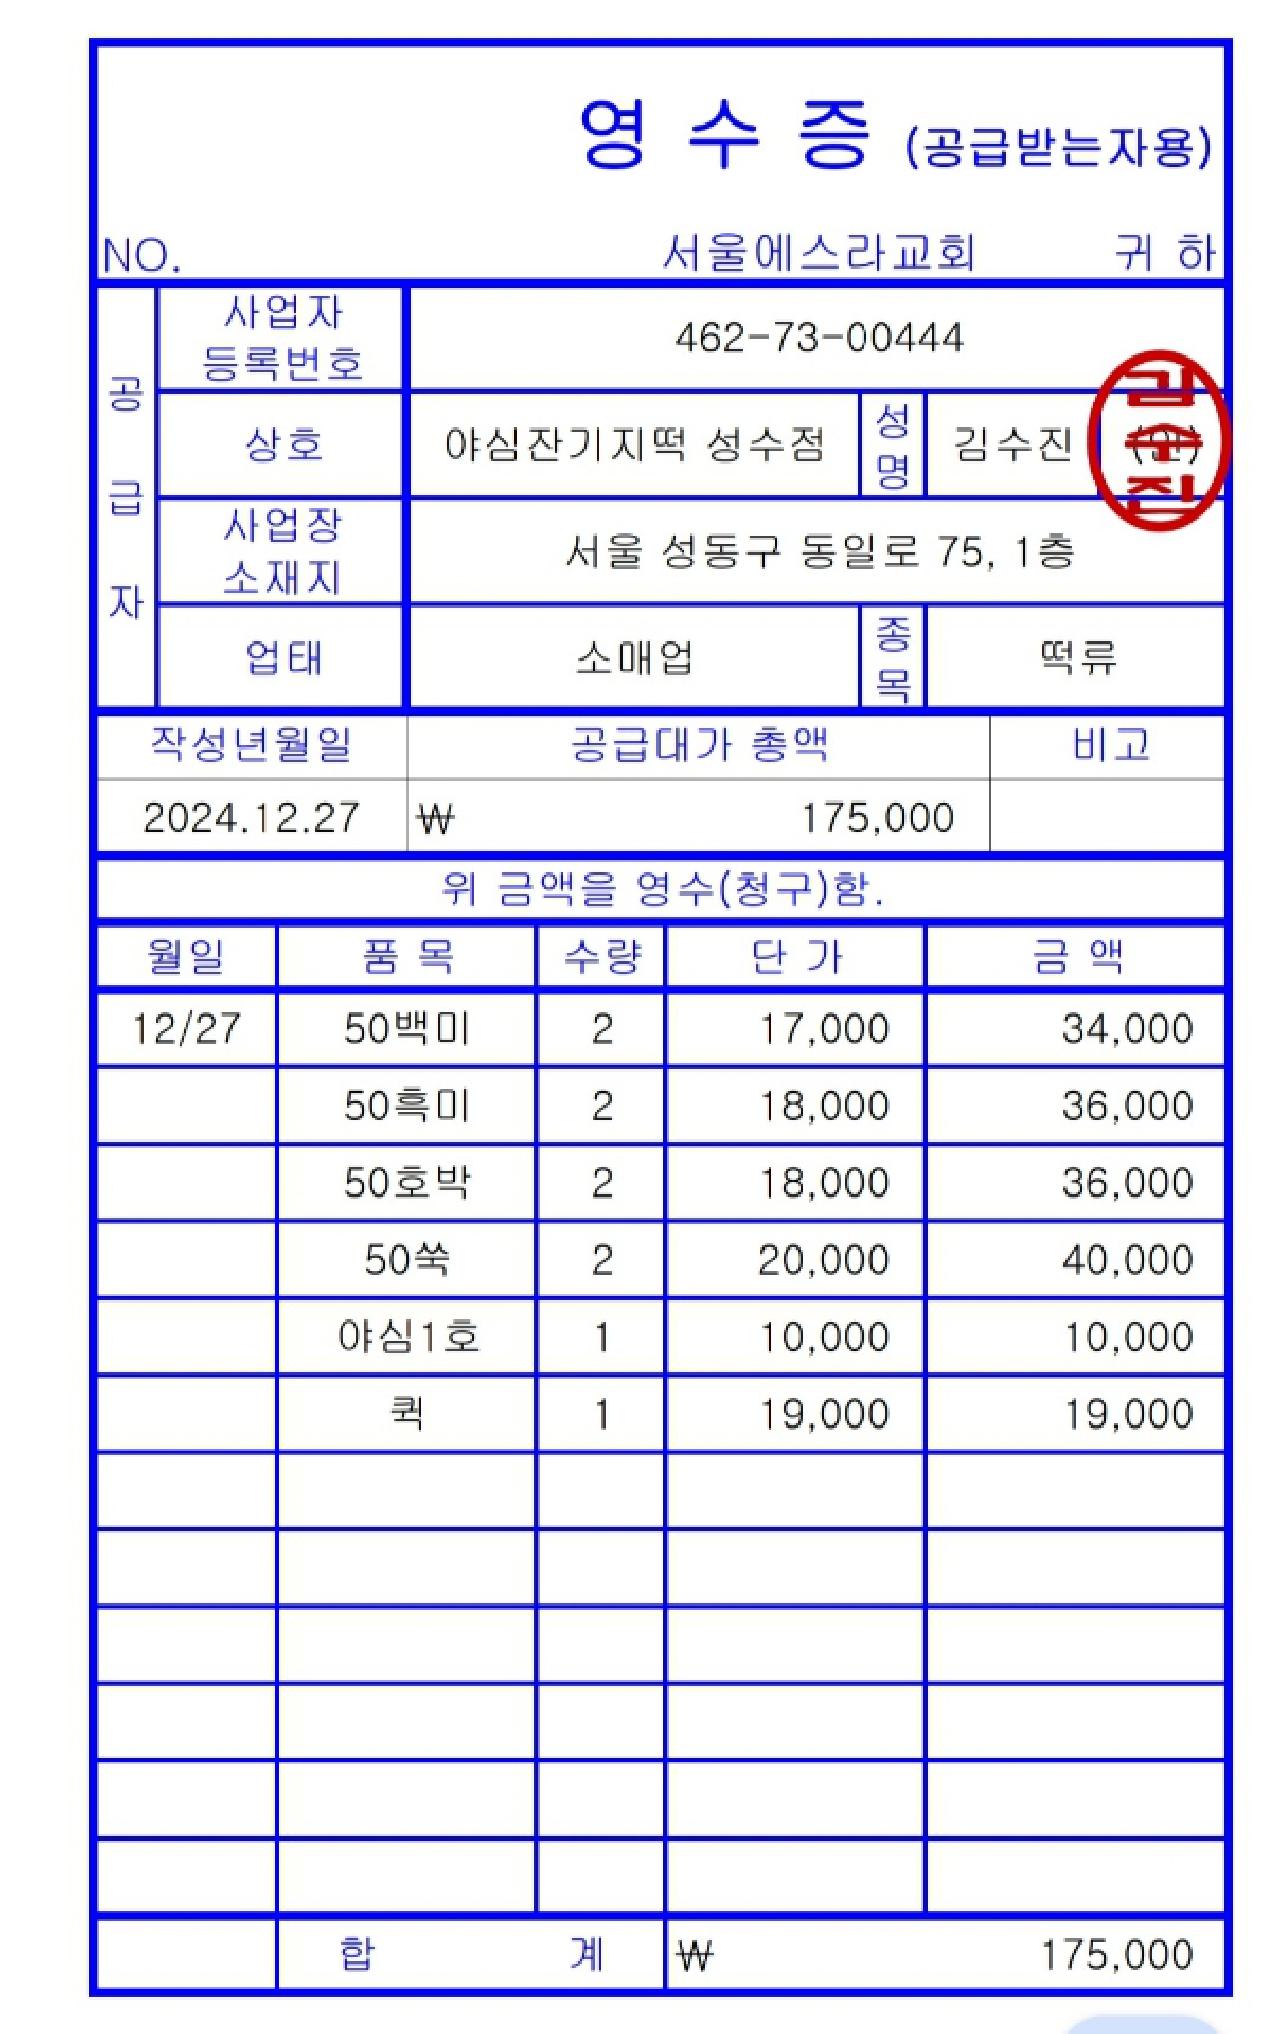 영 수 증 (공급받는자용)
NO. 서울에스라교회 귀 하
공급자
사업자 등록번호 462-73-00444
상호 야심잔기지떡 성수점 성명 김수진 (인)
김수진
사업장 소재지 서울 성동구 동일로 75, 1층
업태 소매업 종목 떡류
작성년월일 공급대가 총액 비고
2024.12.27 ₩ 175,000
위 금액을 영수(청구)함.
월일 품 목 수량 단 가 금 액
12/27 50백미 2 17,000 34,000
50흑미 2 18,000 36,000
50호박 2 18,000 36,000
50쑥 2 20,000 40,000
야심1호 1 10,000 10,000
퀵 1 19,000 19,000
합 계 ₩ 175,000